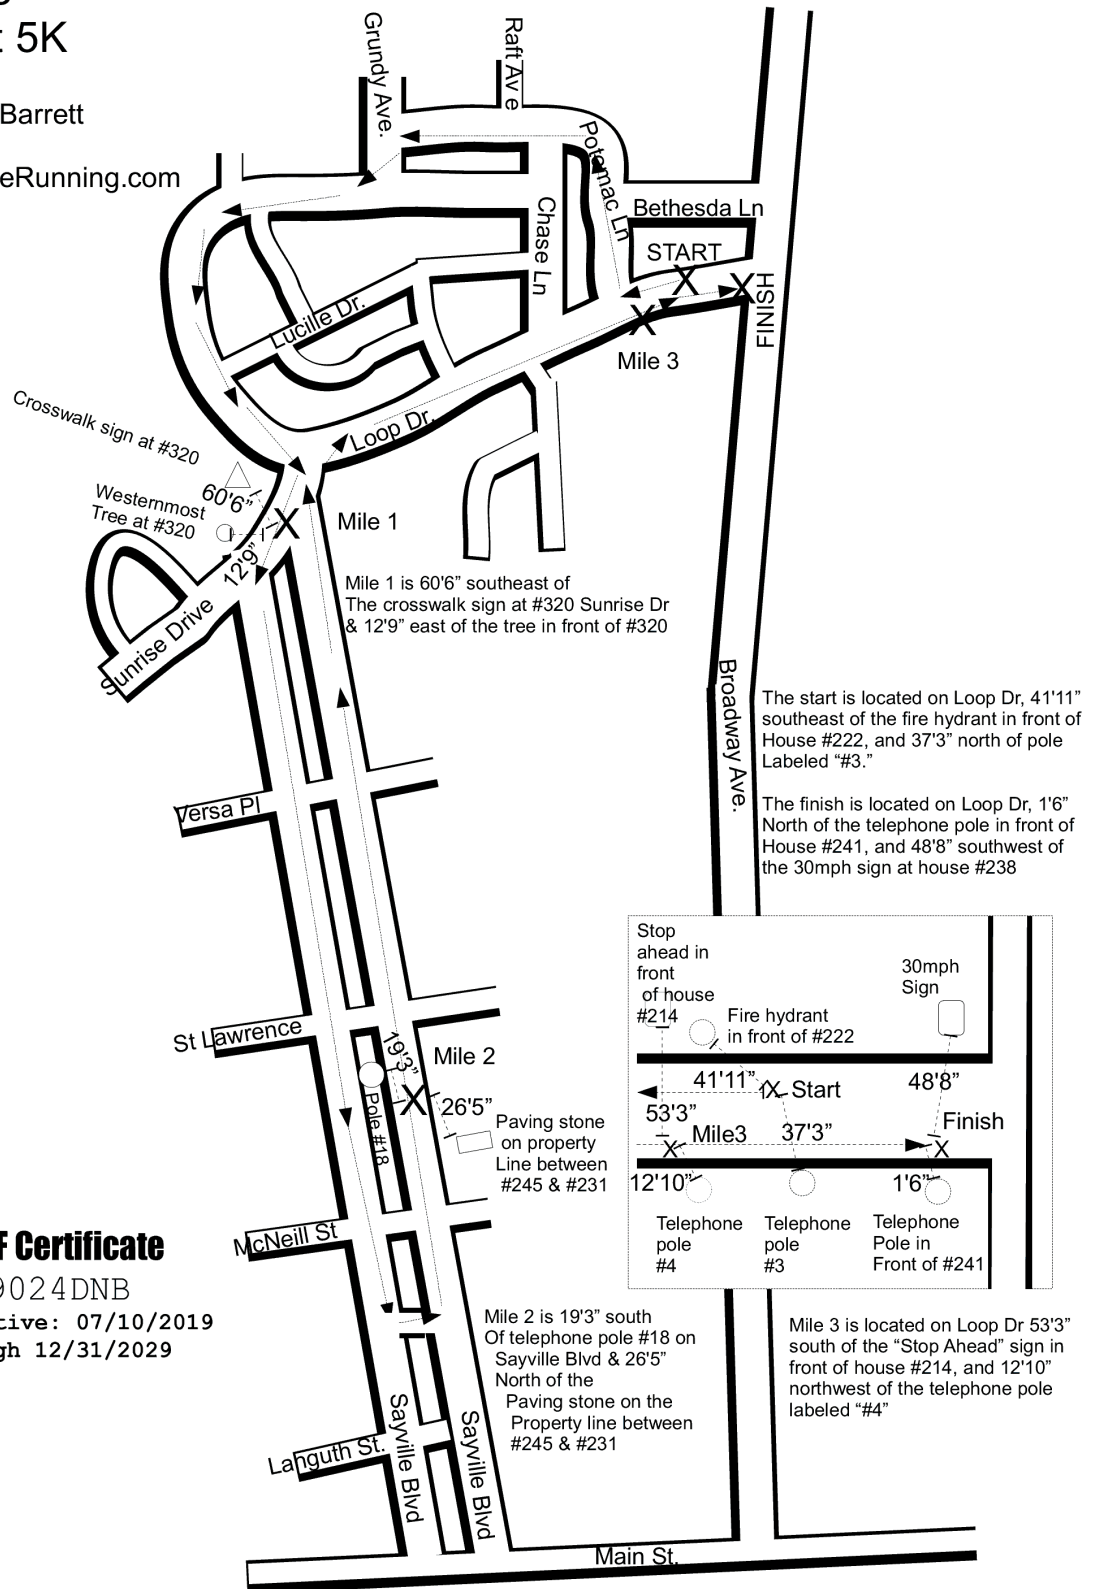 t 5K
Barrett
eRunning.com
Grundy Ave.
Raft Av e
Potomac Ln
Bethesda Ln
Chase Ln
START
FINISH
Lucille Dr.
Mile 3
Loop Dr.
Crosswalk sign at #320
60'6”
Westernmost
Tree at #320
12'9”
Mile 1
Sunrise Drive
Mile 1 is 60'6” southeast of
The crosswalk sign at #320 Sunrise Dr
& 12'9” east of the tree in front of #320
Broadway Ave.
The start is located on Loop Dr, 41'11”
southeast of the fire hydrant in front of
House #222, and 37'3” north of pole
Labeled “#3.”
The finish is located on Loop Dr, 1'6”
North of the telephone pole in front of
House #241, and 48'8” southwest of
the 30mph sign at house #238
Versa Pl
St Lawrence
19'3”
Mile 2
26'5”
Pole #18
Paving stone
on property
Line between
#245 & #231
Stop
ahead in
front
of house
#214
Fire hydrant
in front of #222
30mph
Sign
41'11”
Start
48'8”
53'3”
Mile3
37'3”
Finish
12'10”
1'6”
Telephone
pole
#4
Telephone
pole
#3
Telephone
Pole in
Front of #241
McNeill St
F Certificate
9024DNB
tive: 07/10/2019
gh 12/31/2029
Mile 2 is 19'3” south
Of telephone pole #18 on
Sayville Blvd & 26'5”
North of the
Paving stone on the
Property line between
#245 & #231
Mile 3 is located on Loop Dr 53'3”
south of the “Stop Ahead” sign in
front of house #214, and 12'10”
northwest of the telephone pole
labeled “#4”
Languth St.
Sayville Blvd
Sayville Blvd
Main St.